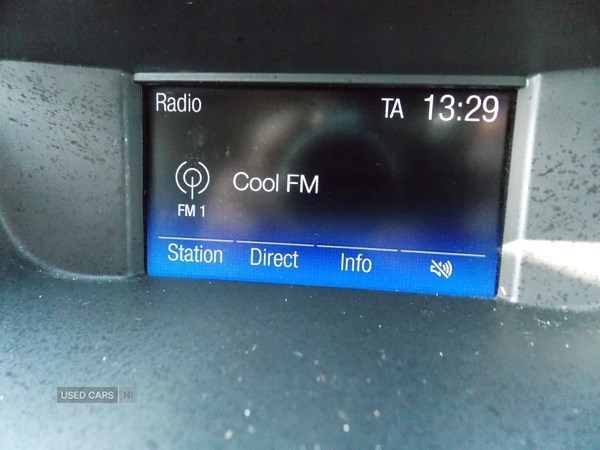 Radio TA 13:29
Cool FM
FM 1
Station Direct Info
USED CARS NI